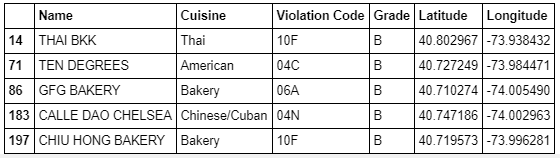 Name Cuisine Violation Code Grade Latitude Longitude
14 THAI BKK Thai 10F B 40.802967 -73.938432
71 TEN DEGREES American 04C B 40.727249 -73.984471
86 GFG BAKERY Bakery 06A B 40.710274 -74.005490
183 CALLE DAO CHELSEA Chinese/Cuban 04N B 40.747186 -74.002963
197 CHIU HONG BAKERY Bakery 10F B 40.719573 -73.996281